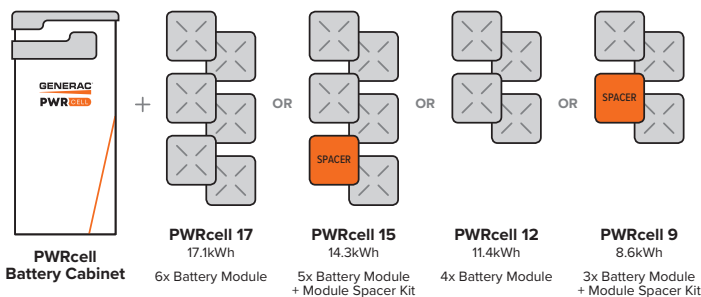 GENERAC
PWRCELL
+
OR
OR
OR
SPACER
SPACER
PWRcell
Battery Cabinet
PWRcell 17
17.1kWh
6x Battery Module
PWRcell 15
14.3kWh
5x Battery Module
+ Module Spacer Kit
PWRcell 12
11.4kWh
4x Battery Module
PWRcell 9
8.6kWh
3x Battery Module
+ Module Spacer Kit